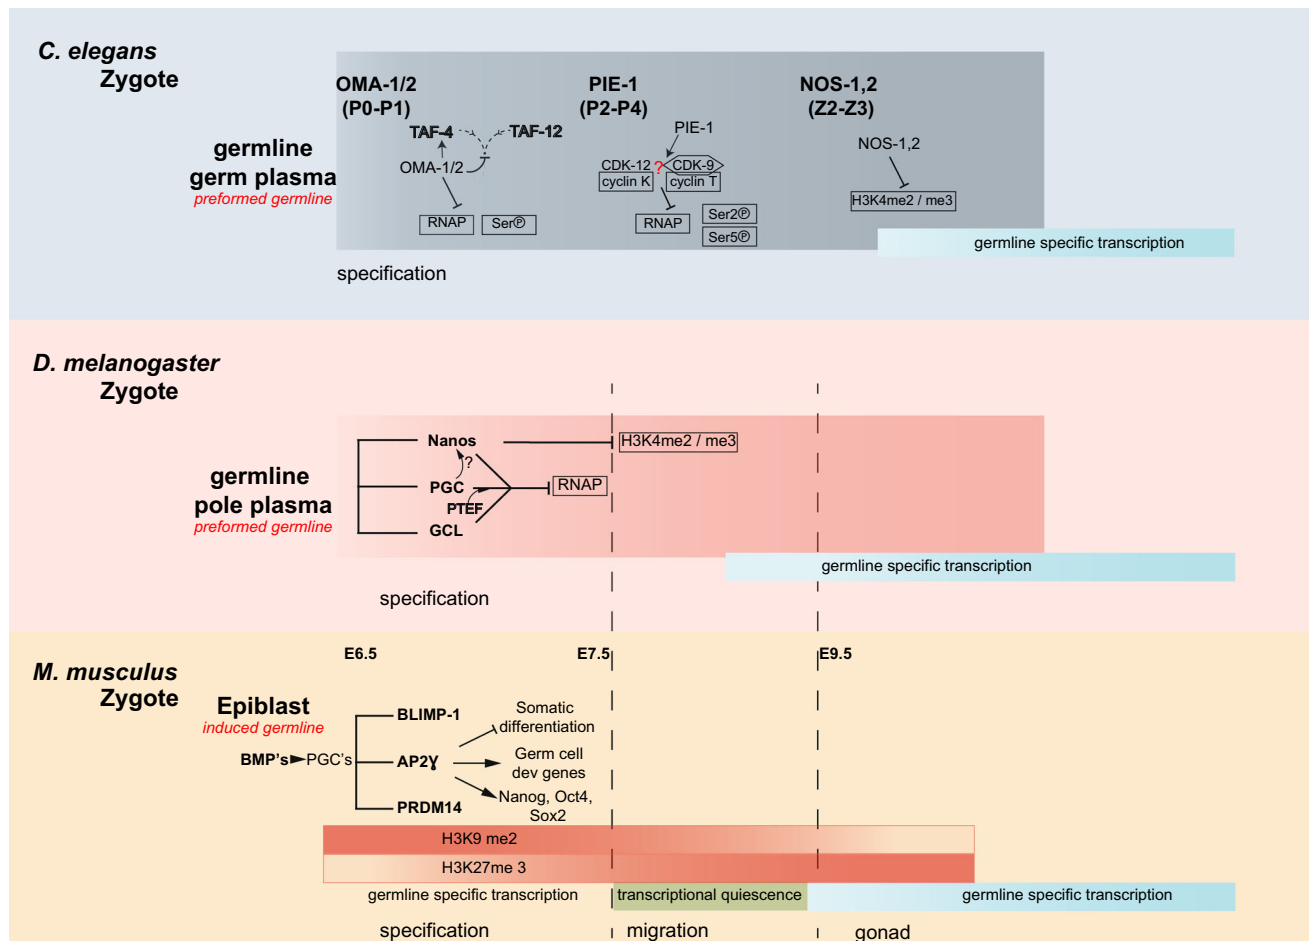 C. elegans
Zygote
germline
germ plasma
preformed germline
OMA-1/2
(P0-P1)
TAF-4
TAF-12
OMA-1/2
RNAP
SerⓅ
PIE-1
(P2-P4)
PIE-1
CDK-12
?
CDK-9
cyclin K
cyclin T
RNAP
Ser2Ⓟ
Ser5Ⓟ
NOS-1,2
(Z2-Z3)
NOS-1,2
H3K4me2 / me3
germline specific transcription
specification
D. melanogaster
Zygote
germline
pole plasma
preformed germline
Nanos
?
PGC
PTEF
GCL
H3K4me2 / me3
RNAP
germline specific transcription
specification
E6.5
E7.5
E9.5
M. musculus
Zygote
Epiblast
induced germline
BMP's
PGC's
BLIMP-1
AP2Ɣ
PRDM14
Somatic
differentiation
Germ cell
dev genes
Nanog, Oct4,
Sox2
H3K9 me2
H3K27me 3
germline specific transcription
transcriptional quiescence
germline specific transcription
specification
migration
gonad